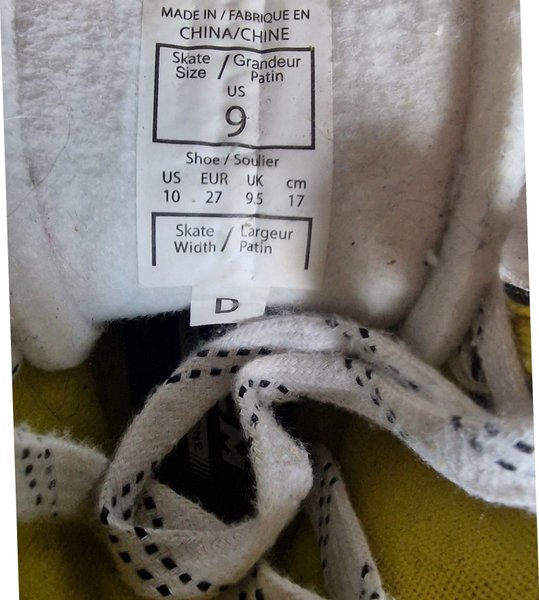 MADE IN / FABRIQUE EN
CHINA/CHINE
Skate Size / Grandeur Patin
US
9
Shoe / Soulier
US EUR UK cm
10 27 9.5 17
Skate Width / Largeur Patin
D